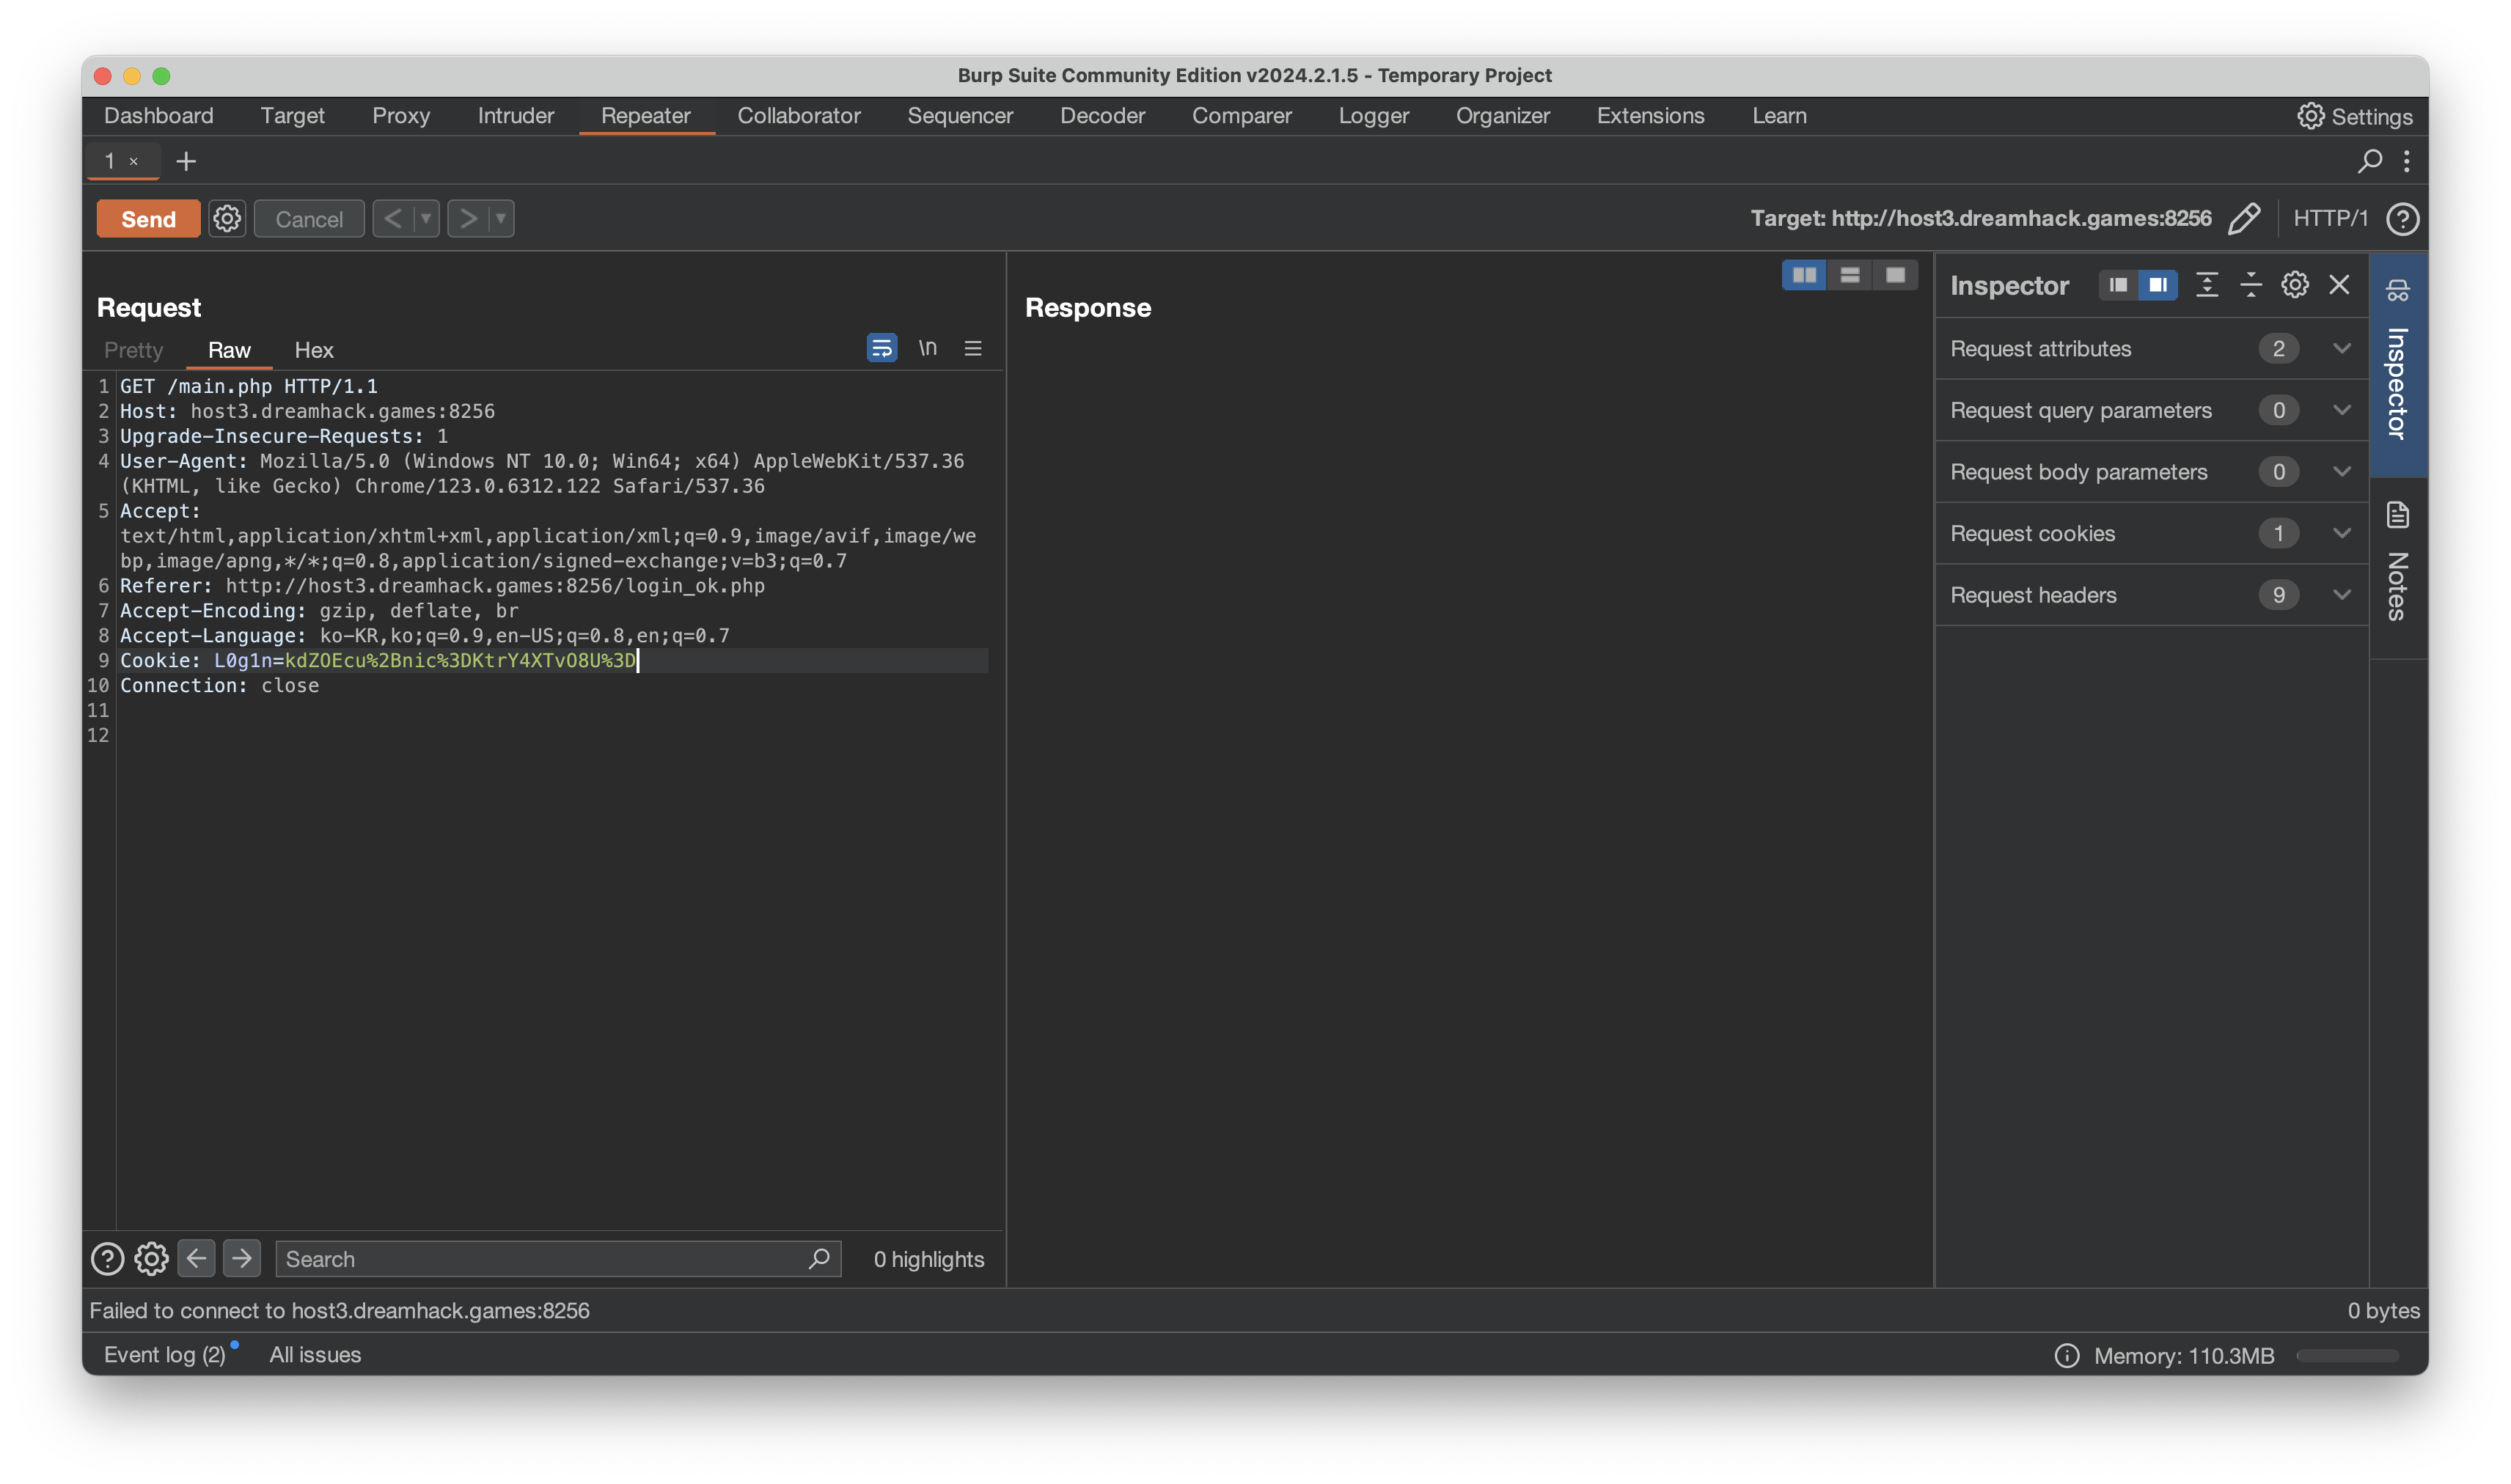 Burp Suite Community Edition v2024.2.1.5 - Temporary Project
Dashboard Target Proxy Intruder Repeater Collaborator Sequencer Decoder Comparer Logger Organizer Extensions Learn Settings
1 × +
Send Cancel < > Target: http://host3.dreamhack.games:8256 HTTP/1 ?
Request
Pretty Raw Hex \n
1 GET /main.php HTTP/1.1
2 Host: host3.dreamhack.games:8256
3 Upgrade-Insecure-Requests: 1
4 User-Agent: Mozilla/5.0 (Windows NT 10.0; Win64; x64) AppleWebKit/537.36
(KHTML, like Gecko) Chrome/123.0.6312.122 Safari/537.36
5 Accept:
text/html,application/xhtml+xml,application/xml;q=0.9,image/avif,image/we
bp,image/apng,*/*;q=0.8,application/signed-exchange;v=b3;q=0.7
6 Referer: http://host3.dreamhack.games:8256/login_ok.php
7 Accept-Encoding: gzip, deflate, br
8 Accept-Language: ko-KR,ko;q=0.9,en-US;q=0.8,en;q=0.7
9 Cookie: L0g1n=kdZOEcu%2Bnic%3DKtrY4XTvO8U%3D
10 Connection: close
11
12
? Search 0 highlights
Response
Inspector
Request attributes 2
Request query parameters 0
Request body parameters 0
Request cookies 1
Request headers 9
Inspector
Notes
Failed to connect to host3.dreamhack.games:8256 0 bytes
Event log (2) All issues Memory: 110.3MB